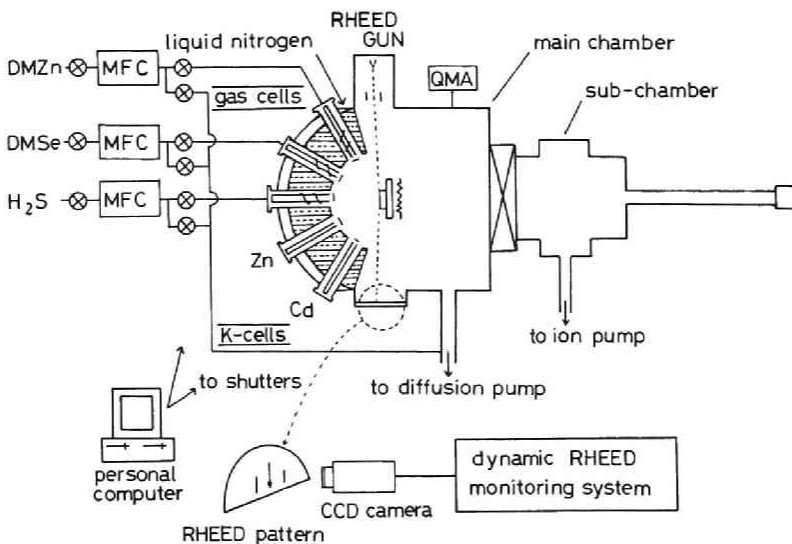 RHEED
GUN
liquid nitrogen
main chamber
DMZn
MFC
QMA
sub-chamber
gas cells
DMSe
MFC
H₂S
MFC
Zn
Cd
K-cells
to ion pump
to shutters
to diffusion pump
personal
computer
dynamic RHEED
monitoring system
CCD camera
RHEED pattern